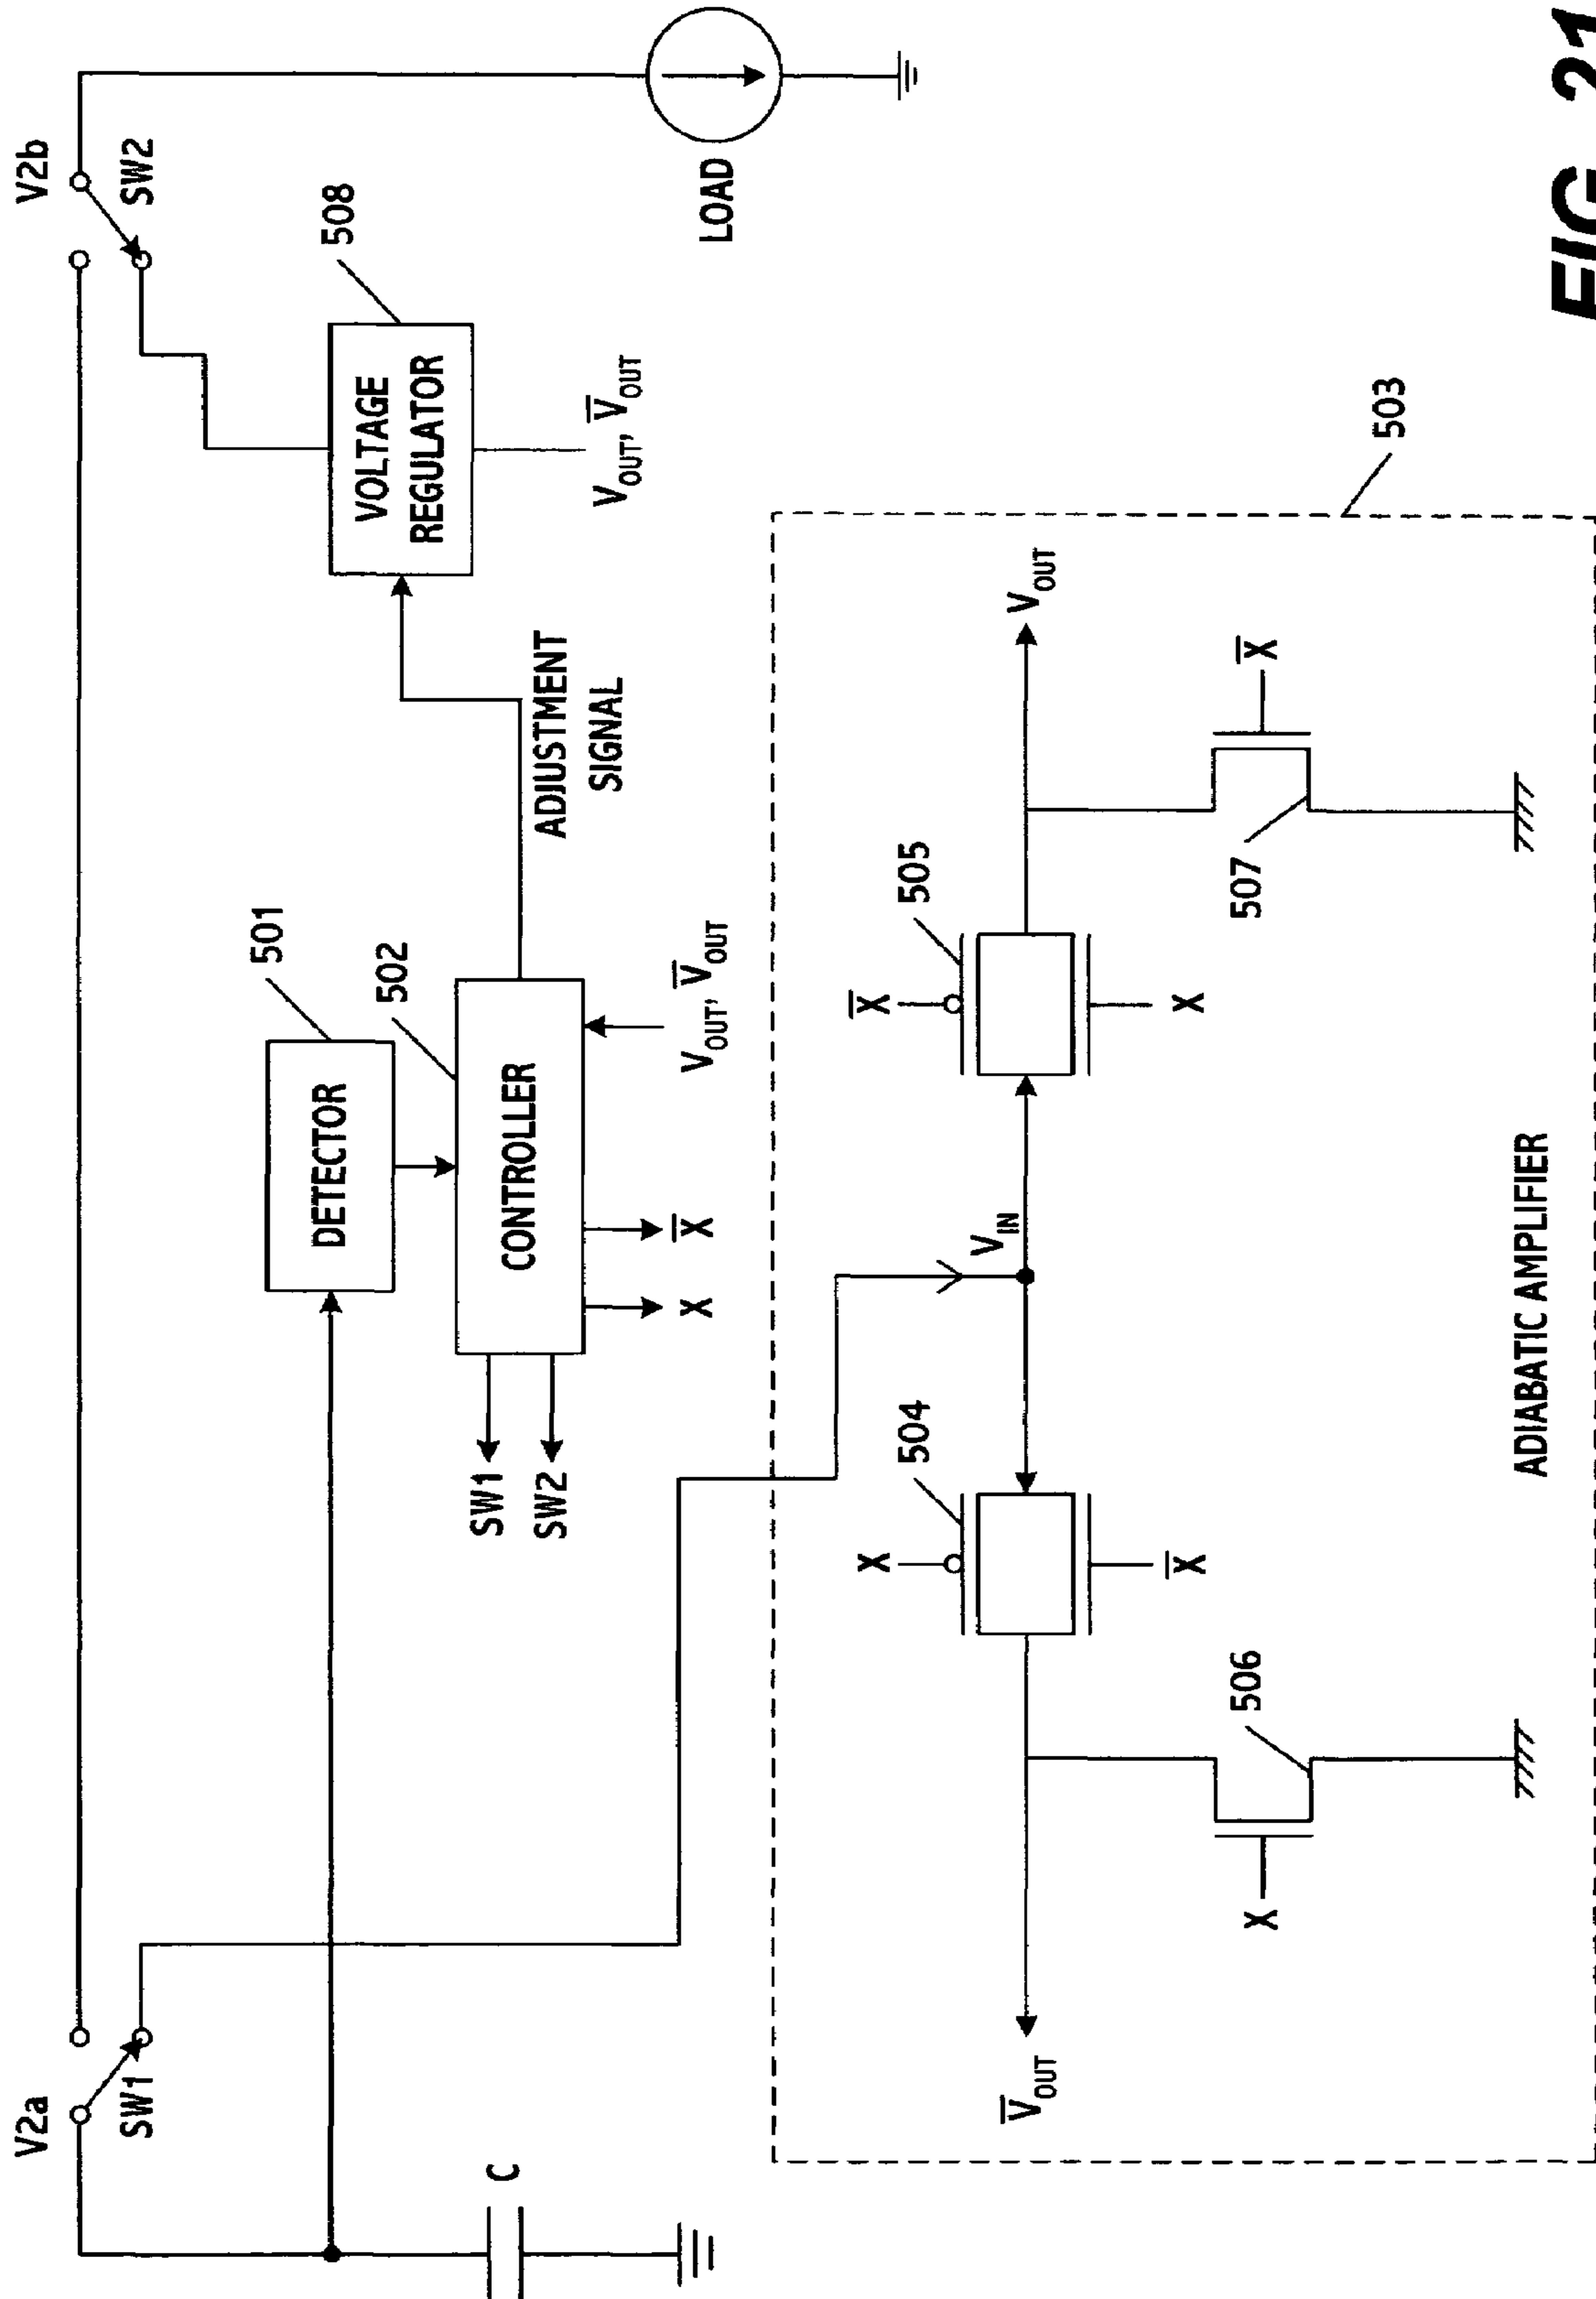 V2a
SW1
V2b
SW2
C
501
DETECTOR
502
CONTROLLER
SW1
SW2
X
X̅
V̲OUT, V̅OUT
ADJUSTMENT
SIGNAL
508
VOLTAGE
REGULATOR
VOUT, V̅OUT
LOAD
503
504
X
X̅
VIN
505
X̅
X
V̅OUT
VOUT
506
X
507
X̅
ADIABATIC AMPLIFIER
FIG. 21